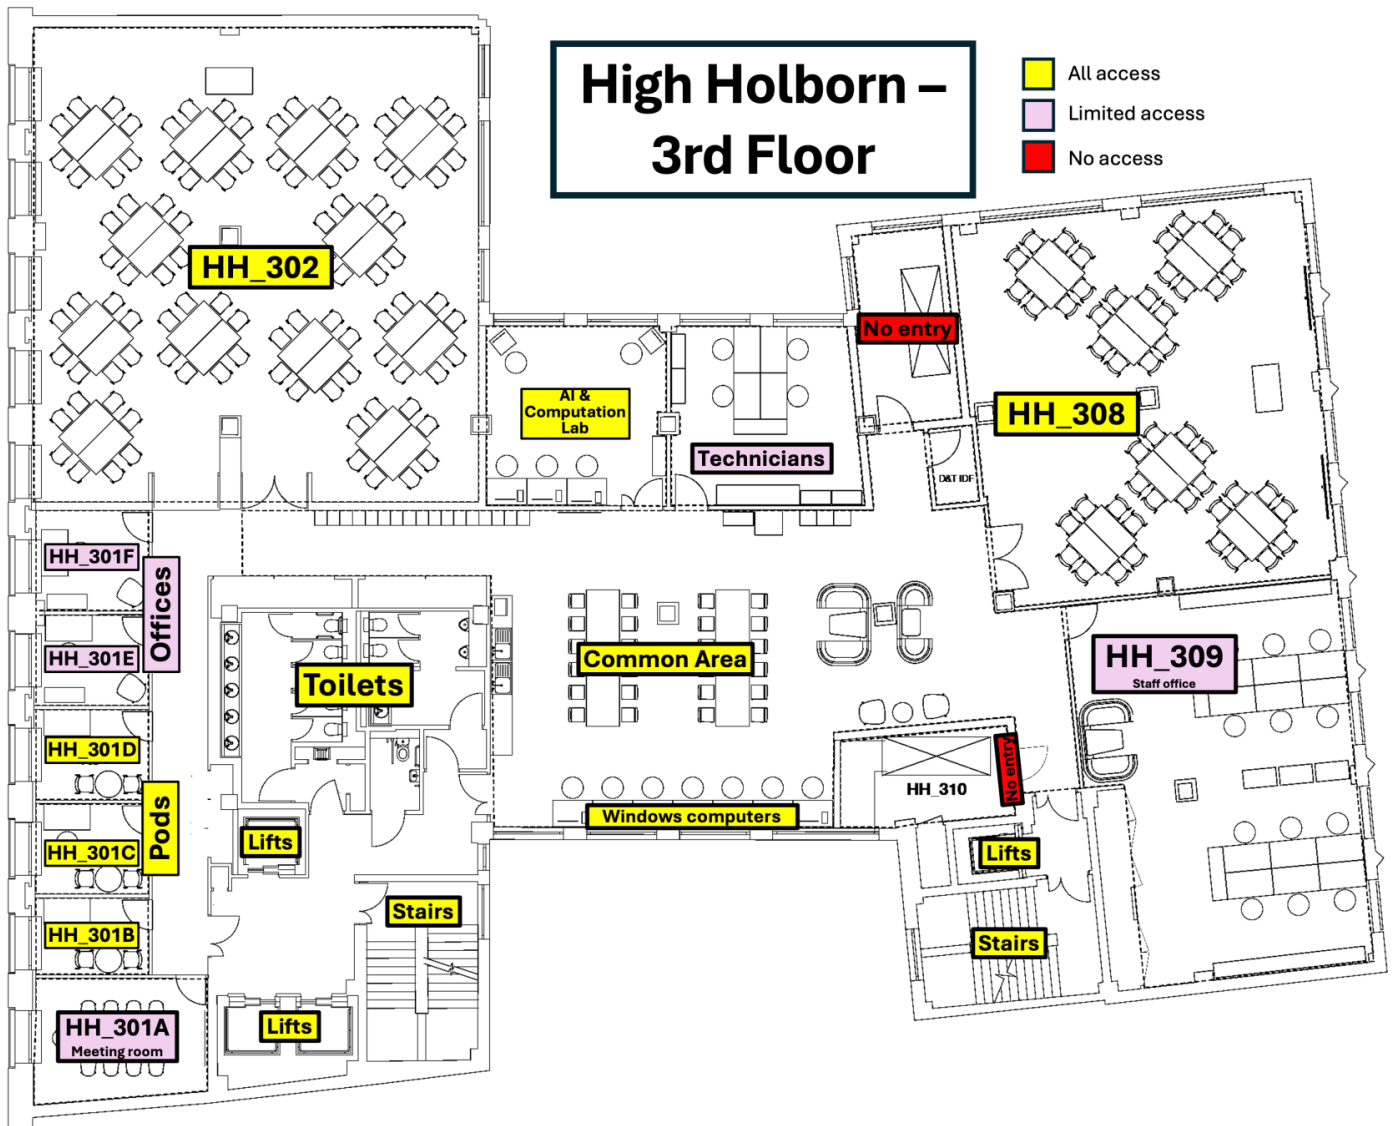 High Holborn –
3rd Floor
All access
Limited access
No access
HH_302
No entry
AI &
Computation
Lab
Technicians
HH_308
D&T IDF
HH_301F
Offices
HH_301E
HH_301D
Pods
HH_301C
HH_301B
HH_301A
Meeting room
Toilets
Common Area
HH_309
Staff office
Windows computers
HH_310
No entry
Lifts
Stairs
Lifts
Lifts
Stairs